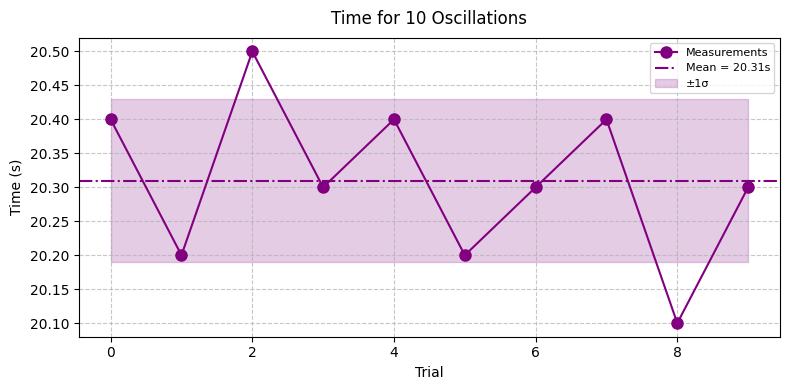 Time for 10 Oscillations
Measurements
Mean = 20.31s
±1σ
Time (s)
20.50
20.45
20.40
20.35
20.30
20.25
20.20
20.15
20.10
0
2
4
6
8
Trial